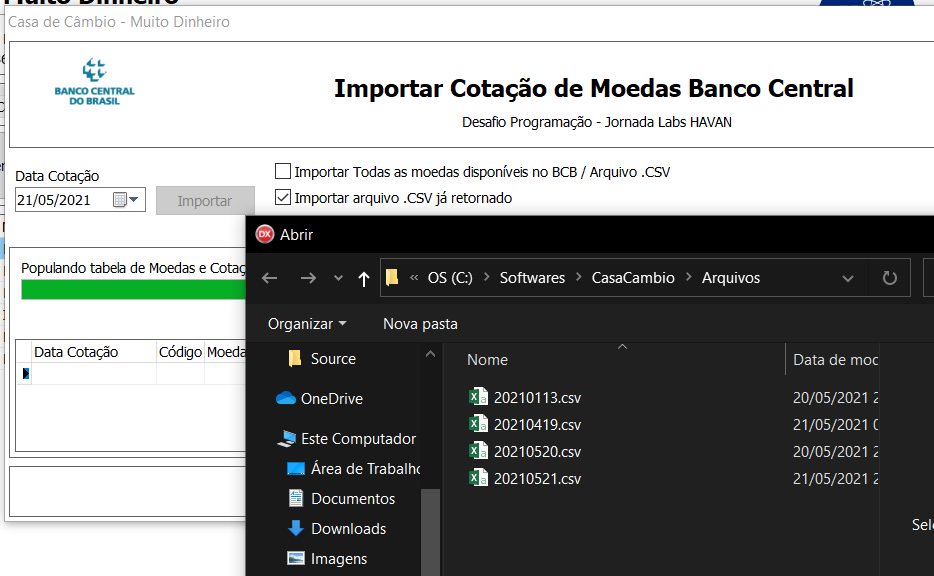 Muito Dinheiro
Casa de Câmbio - Muito Dinheiro
BANCO CENTRAL
DO BRASIL
Importar Cotação de Moedas Banco Central
Desafio Programação - Jornada Labs HAVAN
Data Cotação
21/05/2021
Importar
Importar Todas as moedas disponíveis no BCB / Arquivo .CSV
Importar arquivo .CSV já retornado
Populando tabela de Moedas e Cotaç
Data Cotação Código Moeda
DX Abrir
« OS (C:) > Softwares > CasaCambio > Arquivos
Organizar Nova pasta
Source
OneDrive
Este Computador
Área de Trabalho
Documentos
Downloads
Imagens
Nome Data de moc
20210113.csv 20/05/2021 2
20210419.csv 21/05/2021 0
20210520.csv 20/05/2021 2
20210521.csv 21/05/2021 2
Sele